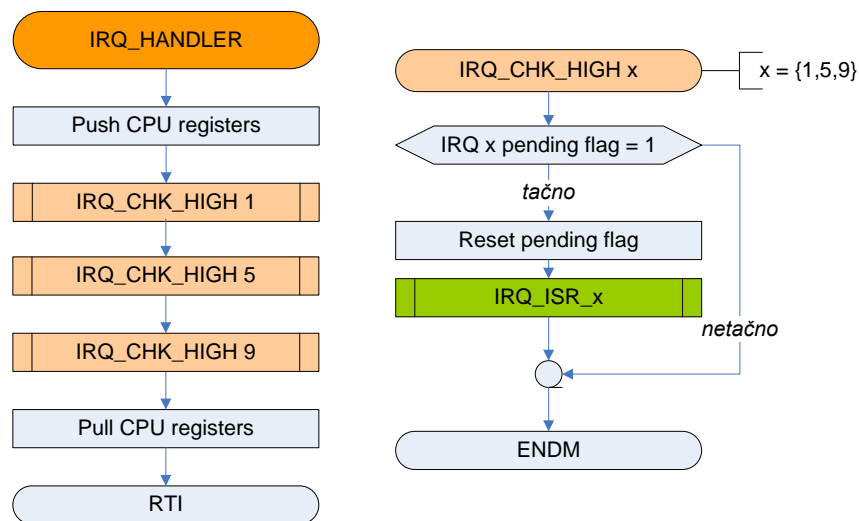 IRQ_HANDLER
Push CPU registers
IRQ_CHK_HIGH 1
IRQ_CHK_HIGH 5
IRQ_CHK_HIGH 9
Pull CPU registers
RTI
IRQ_CHK_HIGH x
x = {1,5,9}
IRQ x pending flag = 1
tačno
Reset pending flag
IRQ_ISR_x
netačno
ENDM